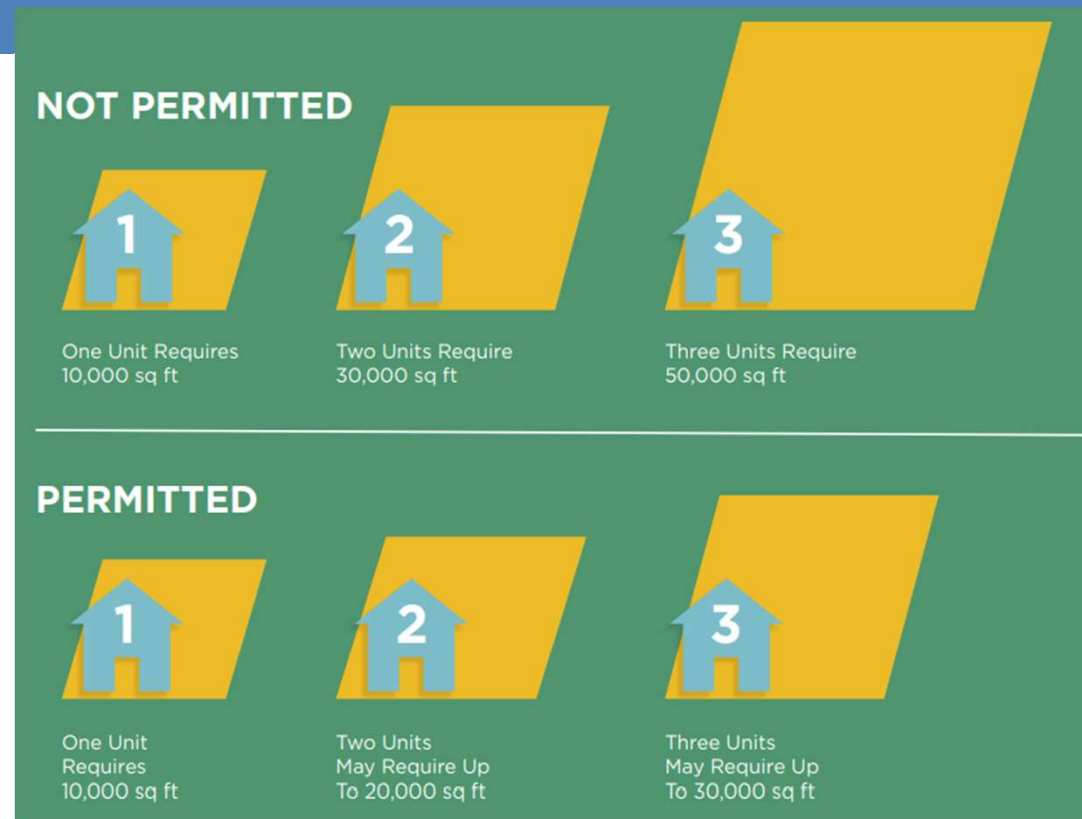 NOT PERMITTED
1
2
3
One Unit Requires
10,000 sq ft
Two Units Require
30,000 sq ft
Three Units Require
50,000 sq ft
PERMITTED
1
2
3
One Unit
Requires
10,000 sq ft
Two Units
May Require Up
To 20,000 sq ft
Three Units
May Require Up
To 30,000 sq ft